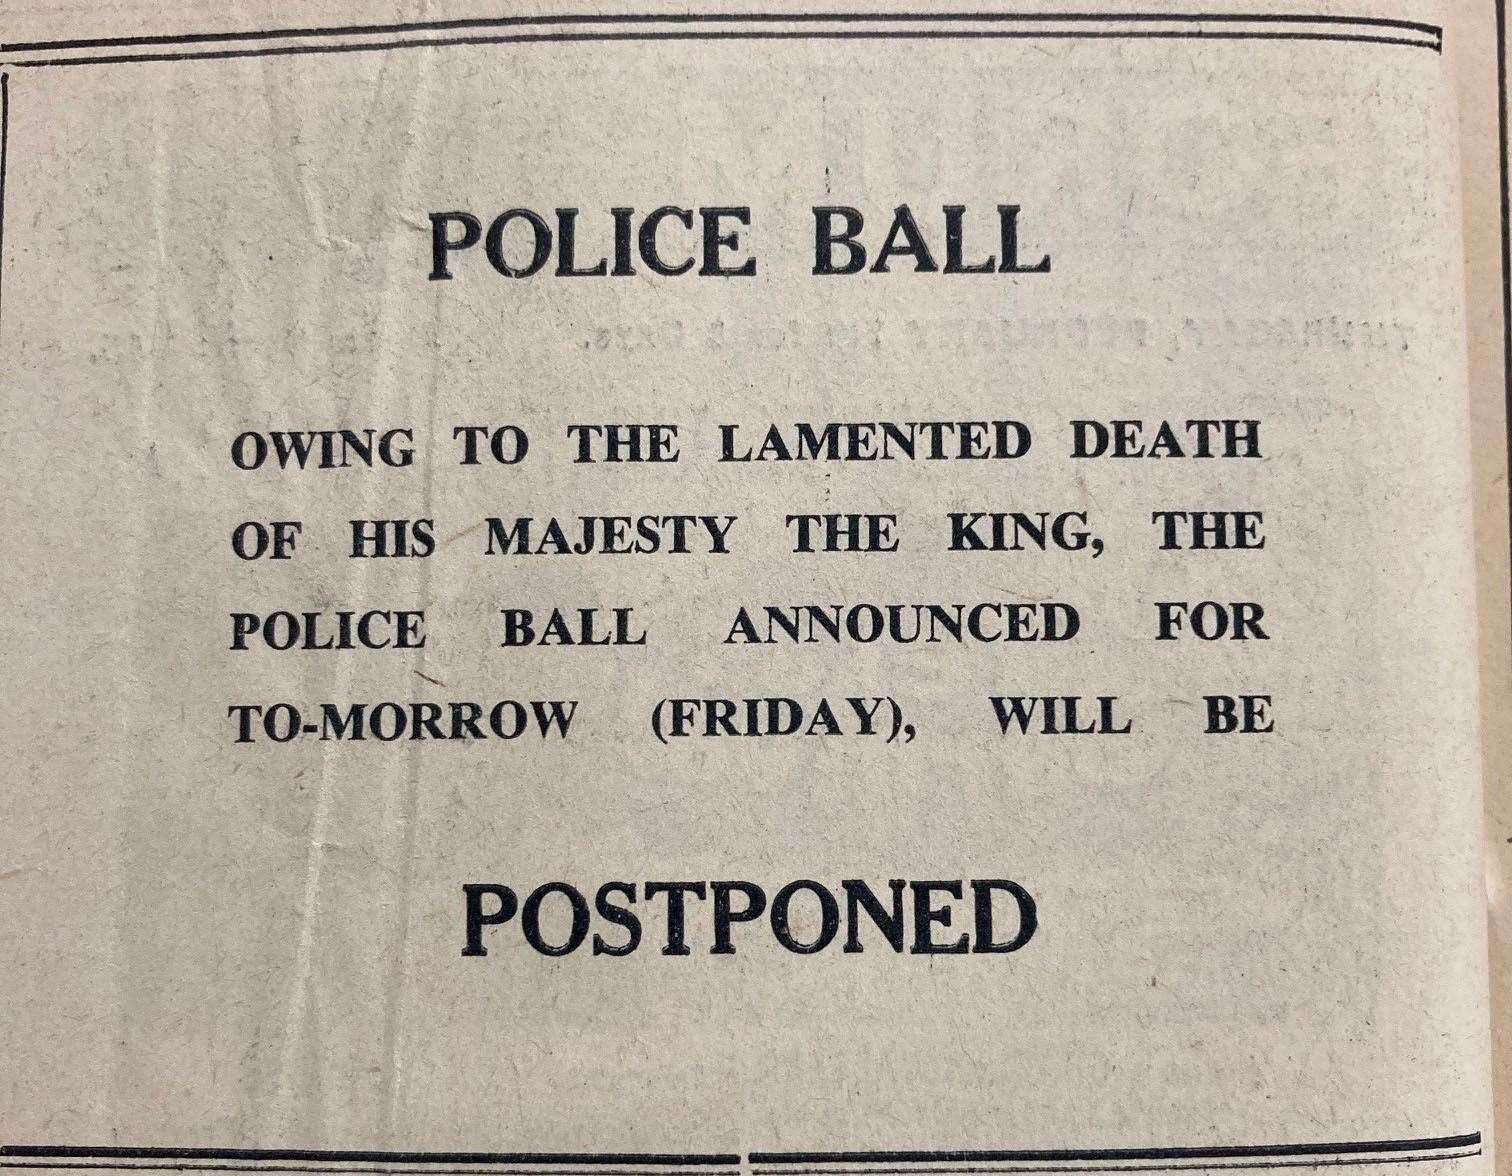 POLICE BALL
OWING TO THE LAMENTED DEATH
OF HIS MAJESTY THE KING, THE
POLICE BALL ANNOUNCED FOR
TO-MORROW (FRIDAY), WILL BE
POSTPONED